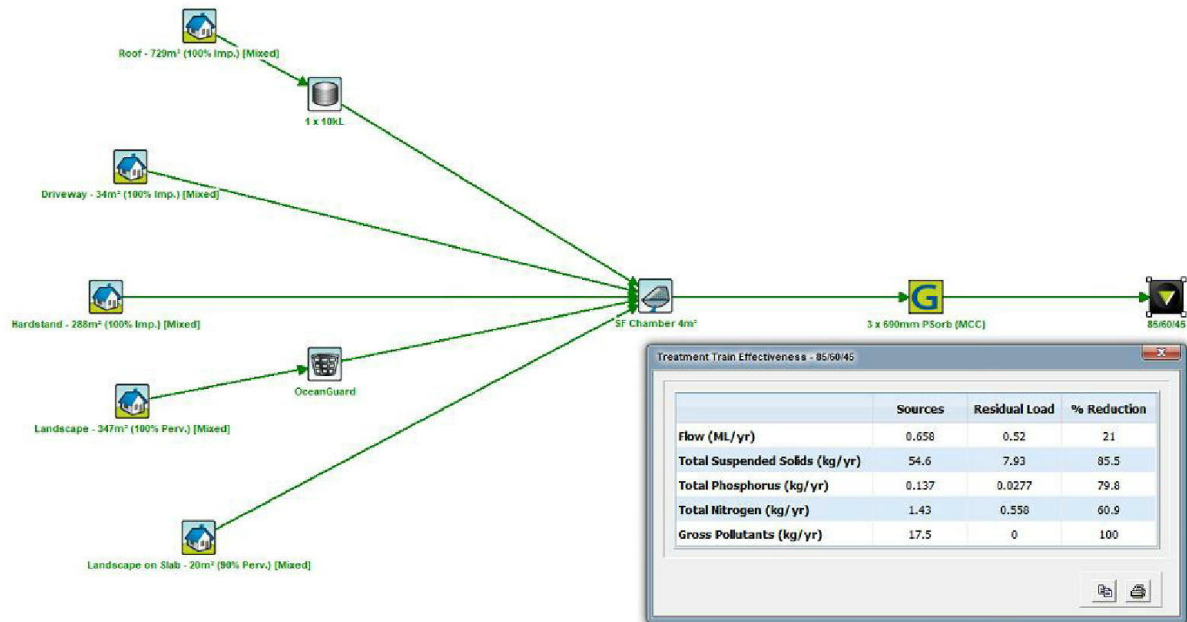 Roof - 729m² (100% Imp.) [Mixed]
1 x 10kL
Driveway - 34m² (100% Imp.) [Mixed]
Hardstand - 288m² (100% Imp.) [Mixed]
SF Chamber 4m²
G
3 x 690mm PSorb (MCC)
85/60/45
OceanGuard
Landscape - 347m² (100% Perv.) [Mixed]
Landscape on Slab - 20m² (90% Perv.) [Mixed]
Treatment Train Effectiveness - 85/60/45
Sources Residual Load % Reduction
Flow (ML/yr) 0.658 0.52 21
Total Suspended Solids (kg/yr) 54.6 7.93 85.5
Total Phosphorus (kg/yr) 0.137 0.0277 79.8
Total Nitrogen (kg/yr) 1.43 0.558 60.9
Gross Pollutants (kg/yr) 17.5 0 100